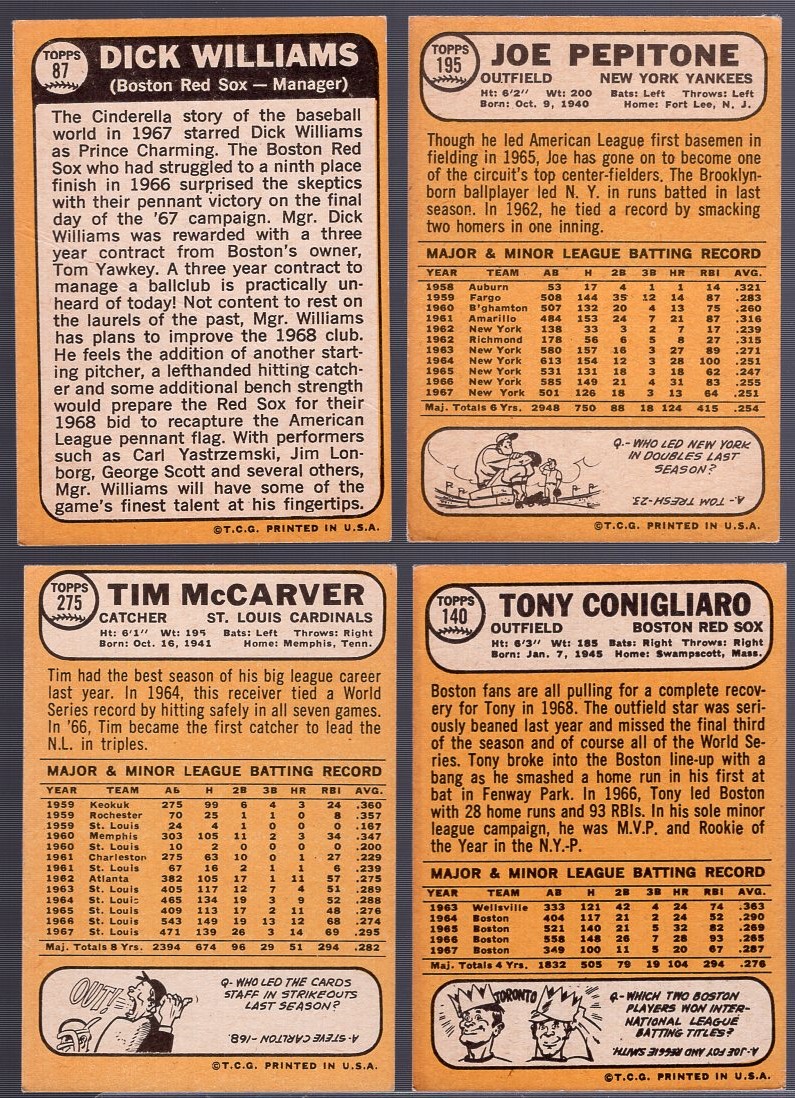 TOPPS
87
DICK WILLIAMS
(Boston Red Sox — Manager)
The Cinderella story of the baseball
world in 1967 starred Dick Williams
as Prince Charming. The Boston Red
Sox who had struggled to a ninth place
finish in 1966 surprised the skeptics
with their pennant victory on the final
day of the '67 campaign. Mgr. Dick
Williams was rewarded with a three
year contract from Boston's owner,
Tom Yawkey. A three year contract to
manage a ballclub is practically un-
heard of today! Not content to rest on
the laurels of the past, Mgr. Williams
has plans to improve the 1968 club.
He feels the addition of another start-
ing pitcher, a lefthanded hitting catch-
er and some additional bench strength
would prepare the Red Sox for their
1968 bid to recapture the American
League pennant flag. With performers
such as Carl Yastrzemski, Jim Lon-
borg, George Scott and several others,
Mgr. Williams will have some of the
game's finest talent at his fingertips.
©T.C.G. PRINTED IN U.S.A.
TOPPS
195
JOE PEPITONE
OUTFIELD NEW YORK YANKEES
Ht: 6'2" Wt: 200 Bats: Left Throws: Left
Born: Oct. 9, 1940 Home: Fort Lee, N. J.
Though he led American League first basemen in
fielding in 1965, Joe has gone on to become one
of the circuit's top center-fielders. The Brooklyn-
born ballplayer led N. Y. in runs batted in last
season. In 1962, he tied a record by smacking
two homers in one inning.
MAJOR & MINOR LEAGUE BATTING RECORD
YEAR TEAM AB H 2B 3B HR RBI AVG.
1958 Auburn 53 17 4 1 1 14 .321
1959 Fargo 508 144 35 12 14 87 .283
1960 B'ghamton 507 132 20 4 13 75 .260
1961 Amarillo 484 153 24 7 21 87 .316
1962 New York 138 33 3 2 7 17 .239
1962 Richmond 178 56 6 5 8 27 .315
1963 New York 580 157 16 3 27 89 .271
1964 New York 613 154 12 3 28 100 .251
1965 New York 531 131 18 3 18 62 .247
1966 New York 585 149 21 4 31 83 .255
1967 New York 501 126 18 3 13 64 .251
Maj. Totals 6 Yrs. 2948 750 88 18 124 415 .254
Q.-WHO LED NEW YORK
IN DOUBLES LAST
SEASON?
A.-TOM TRESH-23.
©T.C.G. PRINTED IN U.S.A.
TOPPS
275
TIM McCARVER
CATCHER ST. LOUIS CARDINALS
Ht: 6'1" Wt: 195 Bats: Left Throws: Right
Born: Oct. 16, 1941 Home: Memphis, Tenn.
Tim had the best season of his big league career
last year. In 1964, this receiver tied a World
Series record by hitting safely in all seven games.
In '66, Tim became the first catcher to lead the
N.L. in triples.
MAJOR & MINOR LEAGUE BATTING RECORD
YEAR TEAM AB H 2B 3B HR RBI AVG.
1959 Keokuk 275 99 6 4 3 24 .360
1959 Rochester 70 25 1 1 0 8 .357
1959 St. Louis 24 4 1 0 0 0 .167
1960 Memphis 303 105 11 2 3 34 .347
1960 St. Louis 10 2 0 0 0 0 .200
1961 Charleston 275 63 10 0 1 27 .229
1961 St. Louis 67 16 2 1 1 6 .239
1962 Atlanta 382 105 17 1 11 57 .275
1963 St. Louis 405 117 12 7 4 51 .289
1964 St. Louis 465 134 19 3 9 52 .288
1965 St. Louis 409 113 17 2 11 48 .276
1966 St. Louis 543 149 19 13 12 68 .274
1967 St. Louis 471 139 26 3 14 69 .295
Maj. Totals 8 Yrs. 2394 674 96 29 51 294 .282
OUT!
Q-WHO LED THE CARDS
STAFF IN STRIKEOUTS
LAST SEASON?
A-STEVE CARLTON-168.
©T.C.G. PRINTED IN U.S.A.
TOPPS
140
TONY CONIGLIARO
OUTFIELD BOSTON RED SOX
Ht: 6'3" Wt: 185 Bats: Right Throws: Right
Born: Jan. 7, 1945 Home: Swampscott, Mass.
Boston fans are all pulling for a complete recov-
ery for Tony in 1968. The outfield star was seri-
ously beaned last year and missed the final third
of the season and of course all of the World Se-
ries. Tony broke into the Boston line-up with a
bang as he smashed a home run in his first at
bat in Fenway Park. In 1966, Tony led Boston
with 28 home runs and 93 RBIs. In his sole minor
league campaign, he was M.V.P. and Rookie of
the Year in the N.Y.-P.
MAJOR & MINOR LEAGUE BATTING RECORD
YEAR TEAM AB H 2B 3B HR RBI AVG.
1963 Wellsville 333 121 42 4 24 74 .363
1964 Boston 404 117 21 2 24 52 .290
1965 Boston 521 140 21 5 32 82 .269
1966 Boston 558 148 26 7 28 93 .265
1967 Boston 349 100 11 5 20 67 .287
Maj. Totals 4 Yrs. 1832 505 79 19 104 294 .276
TORONTO
Q.-WHICH TWO BOSTON
PLAYERS WON INTER-
NATIONAL LEAGUE
BATTING TITLES?
A.-JOE FOY AND REGGIE SMITH.
©T.C.G. PRINTED IN U.S.A.